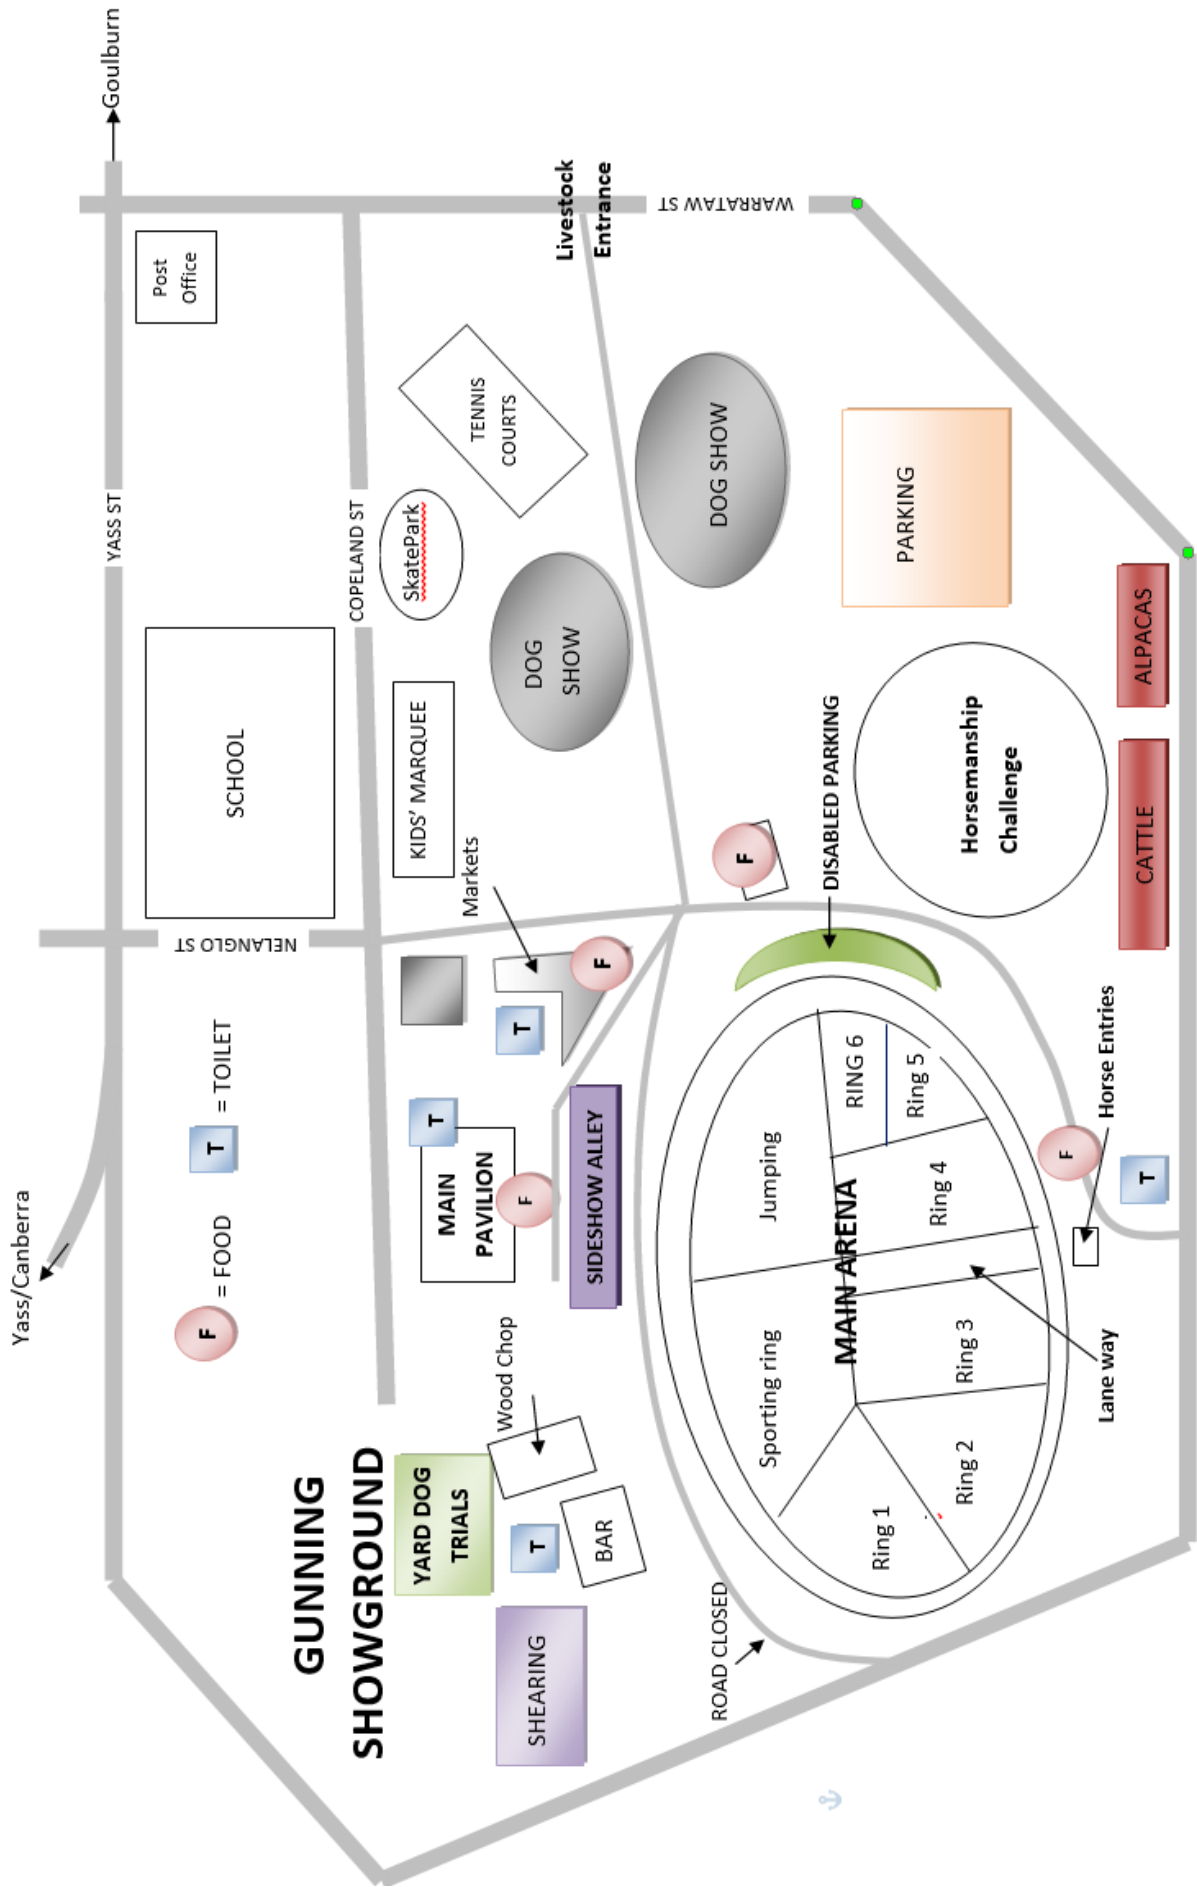 GUNNING
SHOWGROUND
Yass/Canberra
Goulburn
YASS ST
F
= FOOD
T
= TOILET
Post
Office
SCHOOL
NELANGLO ST
COPELAND ST
WARRATAW ST
Livestock
Entrance
YARD DOG
TRIALS
SHEARING
T
BAR
Wood Chop
MAIN
PAVILION
T
F
SIDESHOW ALLEY
T
F
Markets
KIDS' MARQUEE
SkatePark
TENNIS
COURTS
DOG
SHOW
DOG SHOW
PARKING
F
DISABLED PARKING
Horsemanship
Challenge
ALPACAS
CATTLE
ROAD CLOSED
MAIN ARENA
Sporting ring
Jumping
RING 6
Ring 5
Ring 4
Ring 3
Ring 2
Ring 1
Lane way
Horse Entries
F
T